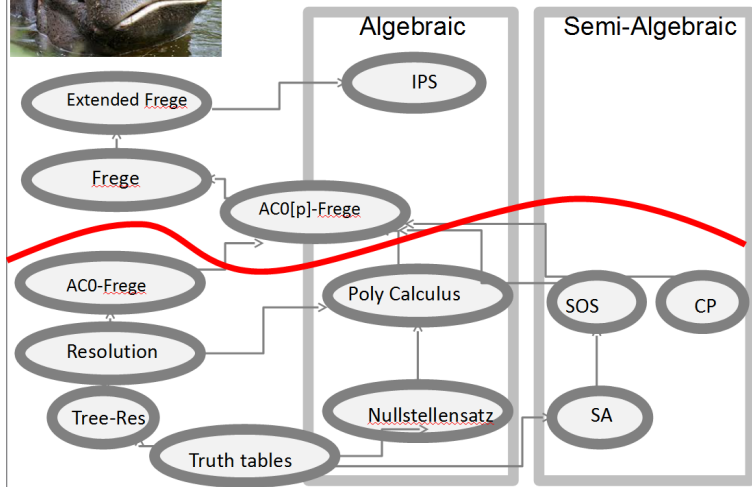 Algebraic
Semi-Algebraic
Extended Frege
IPS
Frege
AC0[p]-Frege
AC0-Frege
Poly Calculus
SOS
CP
Resolution
Tree-Res
Nullstellensatz
SA
Truth tables